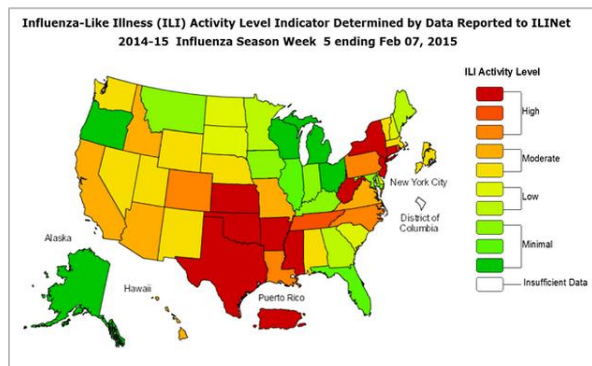 Influenza-Like Illness (ILI) Activity Level Indicator Determined by Data Reported to ILINet
2014-15 Influenza Season Week 5 ending Feb 07, 2015
ILI Activity Level
High
Moderate
Low
Minimal
Insufficient Data
New York City
District of
Columbia
Alaska
Hawaii
Puerto Rico